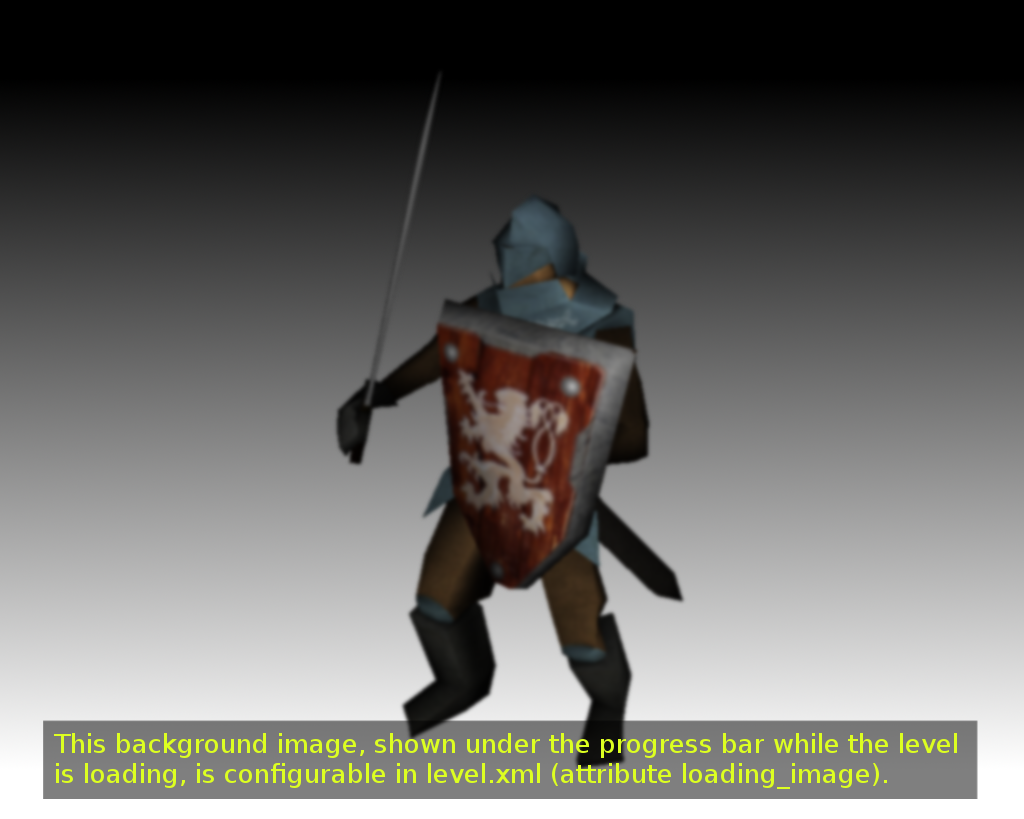 This background image, shown under the progress bar while the level
is loading, is configurable in level.xml (attribute loading_image).